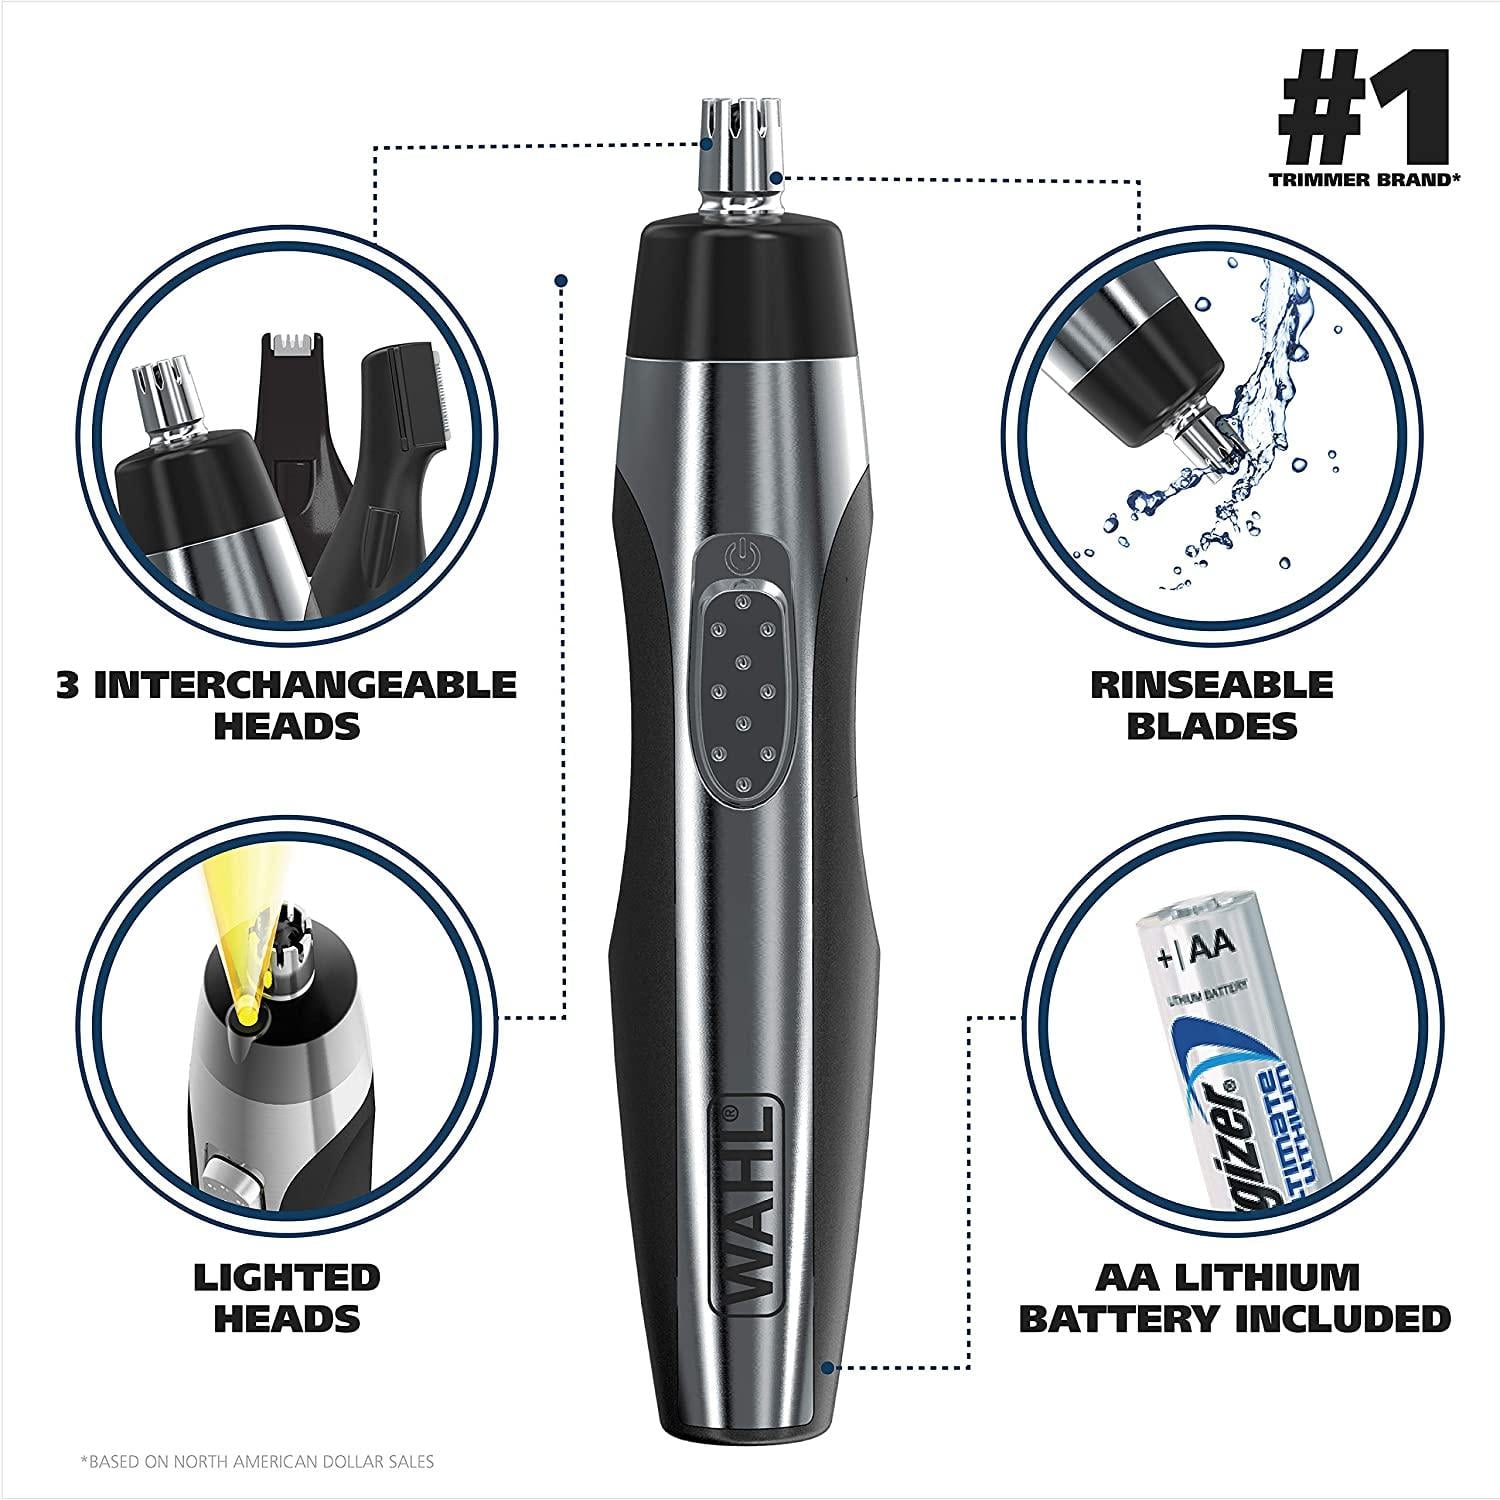 #1
TRIMMER BRAND*
3 INTERCHANGEABLE
HEADS
RINSEABLE
BLADES
LIGHTED
HEADS
+ AA
LITHIUM BATTERY
LITHIUM
AA LITHIUM
BATTERY INCLUDED
WAHL®
*BASED ON NORTH AMERICAN DOLLAR SALES